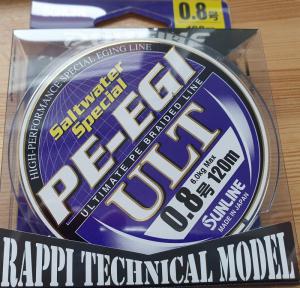 0.8号
HIGH-PERFORMANCE SPECIAL EGING LINE
Saltwater
Special
PE-EGI
ULTIMATE PE BRAIDED LINE
ULT
6.0kg Max
0.8号 120m
SUNLINE
MADE IN JAPAN
RAPPI TECHNICAL MODEL